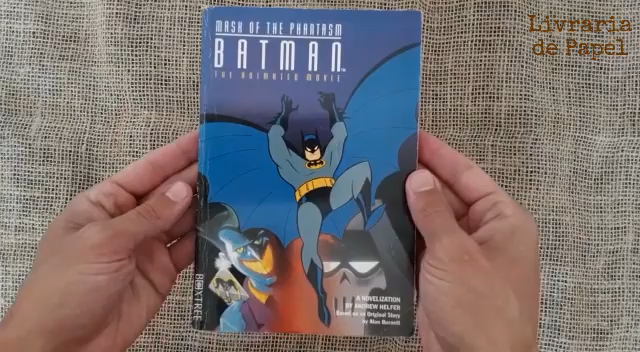 MASK OF THE PHANTASM
BATMAN
THE ANIMATED MOVIE
Livraria
de Papel
A NOVELIZATION
BY ANDREW HELFER
Based on an Original Story
by Alan Burnett
BOXTREE